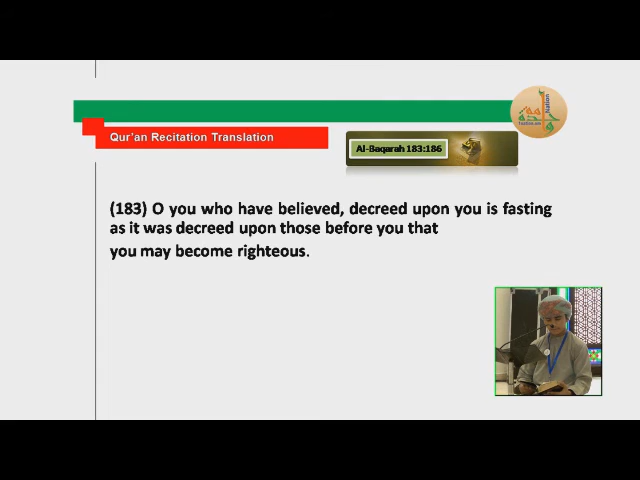 Qur'an Recitation Translation
Al-Baqarah 183:186
(183) O you who have believed, decreed upon you is fasting
as it was decreed upon those before you that
you may become righteous.